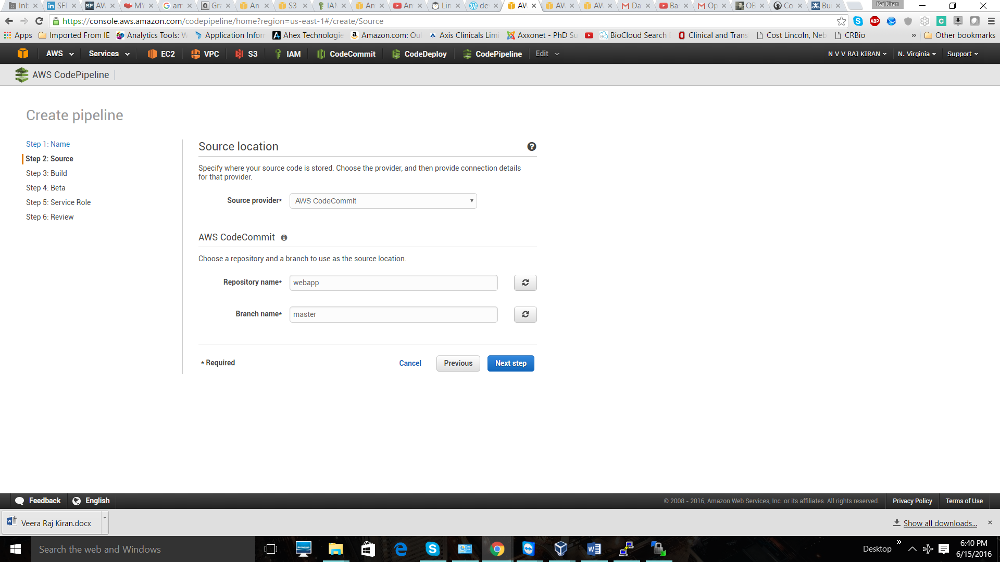 Inb
SFD
AW
MY
arn
Gra
An
S3
IAM
Am
Am
Lin
de
AW
AW
AW
Da
Ba
Op
OB
Co
Bu
Raj Kiran
https://console.aws.amazon.com/codepipeline/home?region=us-east-1#/create/Source
Apps
Imported From IE
Analytics Tools: W
Application Infor
Ahex Technologie
Amazon.com: Ou
Axis Clinicals Limi
Axxonet - PhD Su
BioCloud Search
Clinical and Trans
Cost Lincoln, Neb
CRBio
»
Other bookmarks
AWS
Services
EC2
VPC
S3
IAM
CodeCommit
CodeDeploy
CodePipeline
Edit
N V V RAJ KIRAN
N. Virginia
Support
AWS CodePipeline
Create pipeline
Step 1: Name
Step 2: Source
Step 3: Build
Step 4: Beta
Step 5: Service Role
Step 6: Review
Source location
Specify where your source code is stored. Choose the provider, and then provide connection details
for that provider.
Source provider* AWS CodeCommit
AWS CodeCommit
Choose a repository and a branch to use as the source location.
Repository name* webapp
Branch name* master
* Required
Cancel
Previous
Next step
Feedback
English
© 2008 - 2016, Amazon Web Services, Inc. or its affiliates. All rights reserved.
Privacy Policy
Terms of Use
Veera Raj Kiran.docx
Show all downloads...
Search the web and Windows
Desktop
»
6:40 PM
6/15/2016